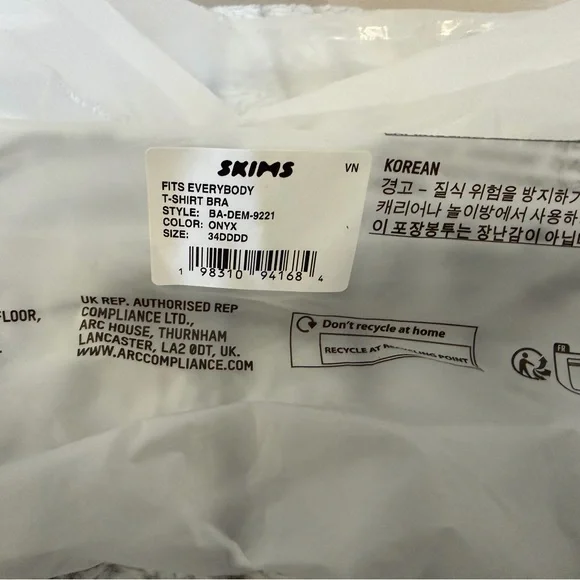 SKIMS
VN
FITS EVERYBODY
T-SHIRT BRA
STYLE: BA-DEM-9221
COLOR: ONYX
SIZE: 34DDDD
1 98310 94168 4
KOREAN
경고 - 질식 위험을 방지하기
캐리어나 놀이방에서 사용하
이 포장봉투는 장난감이 아닙니
FLOOR,
UK REP. AUTHORISED REP
COMPLIANCE LTD.,
ARC HOUSE, THURNHAM
LANCASTER, LA2 0DT, UK.
WWW.ARCCOMPLIANCE.COM
Don't recycle at home
RECYCLE AT RECYCLING POINT
FR